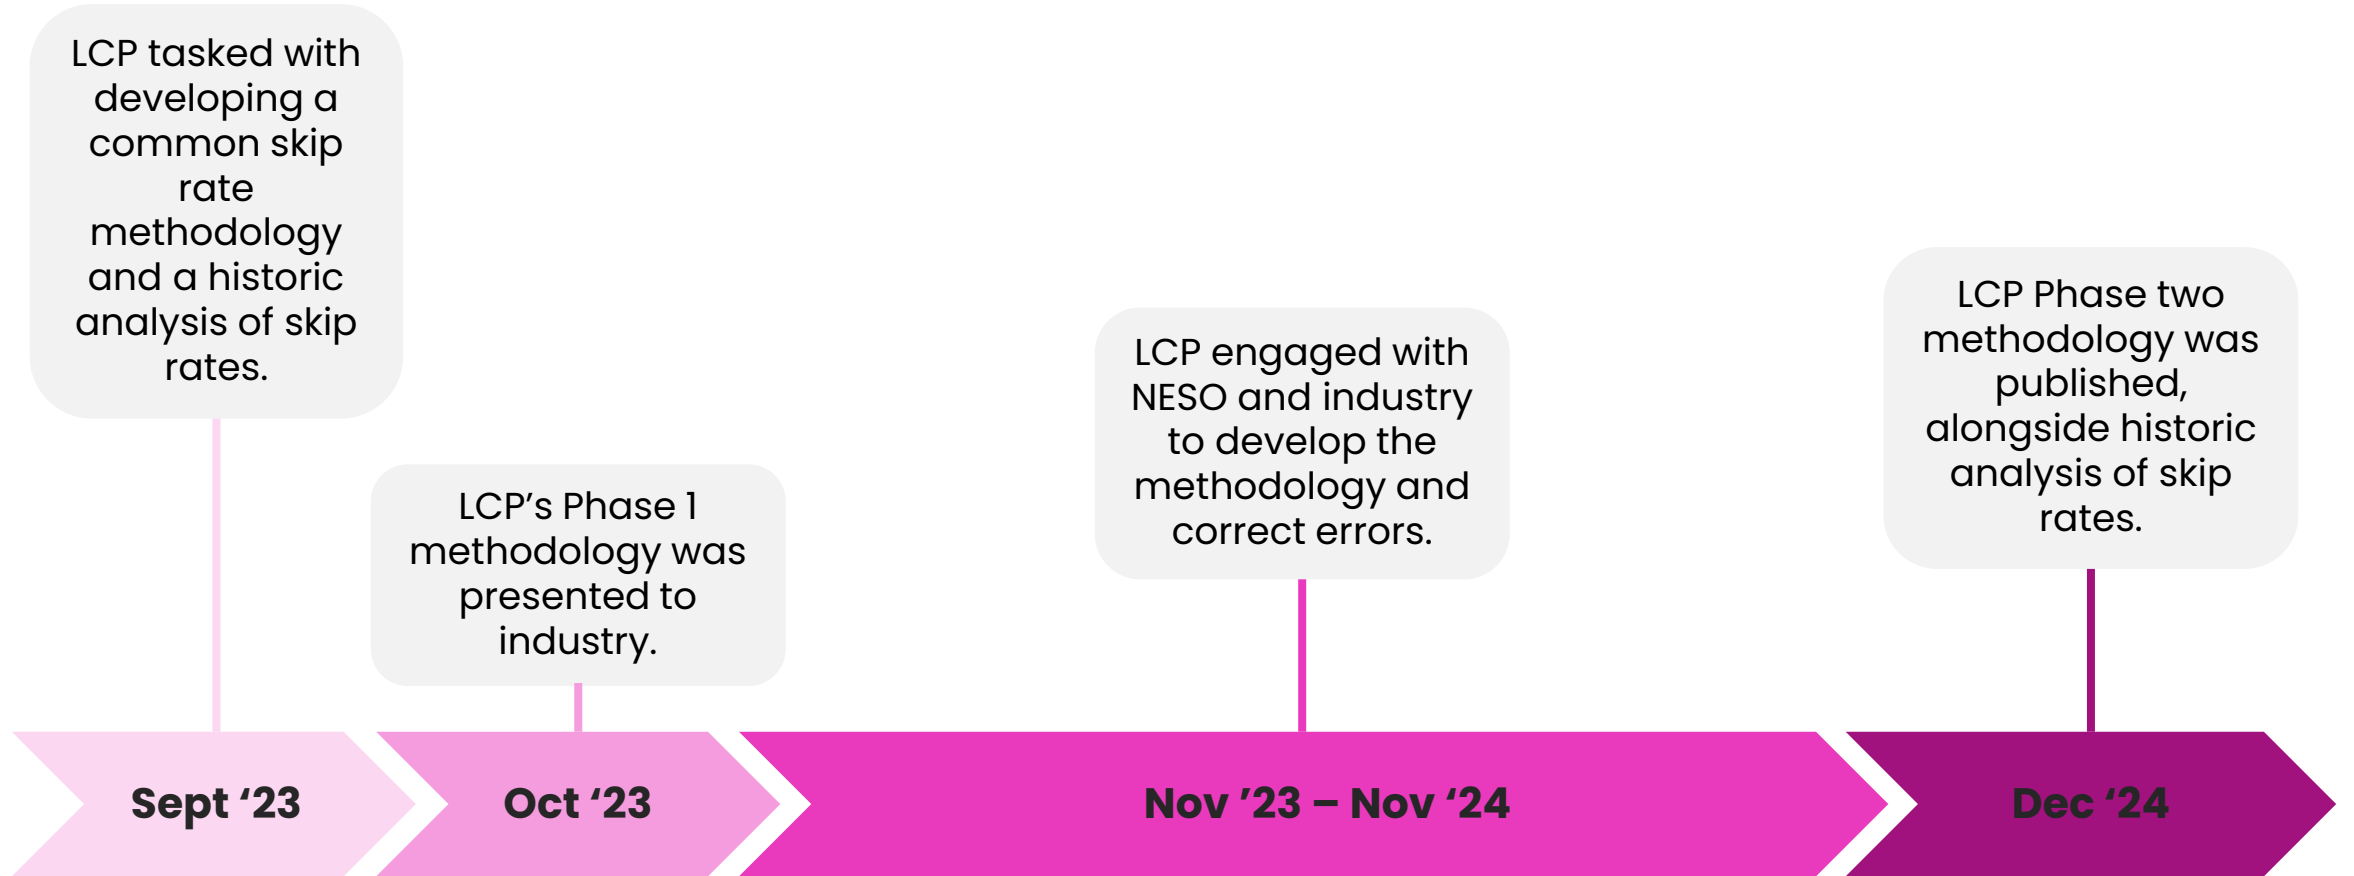 LCP tasked with
developing a
common skip
rate
methodology
and a historic
analysis of skip
rates.
LCP’s Phase 1
methodology was
presented to
industry.
LCP engaged with
NESO and industry
to develop the
methodology and
correct errors.
LCP Phase two
methodology was
published,
alongside historic
analysis of skip
rates.
Sept ‘23
Oct ‘23
Nov ’23 – Nov ‘24
Dec ‘24